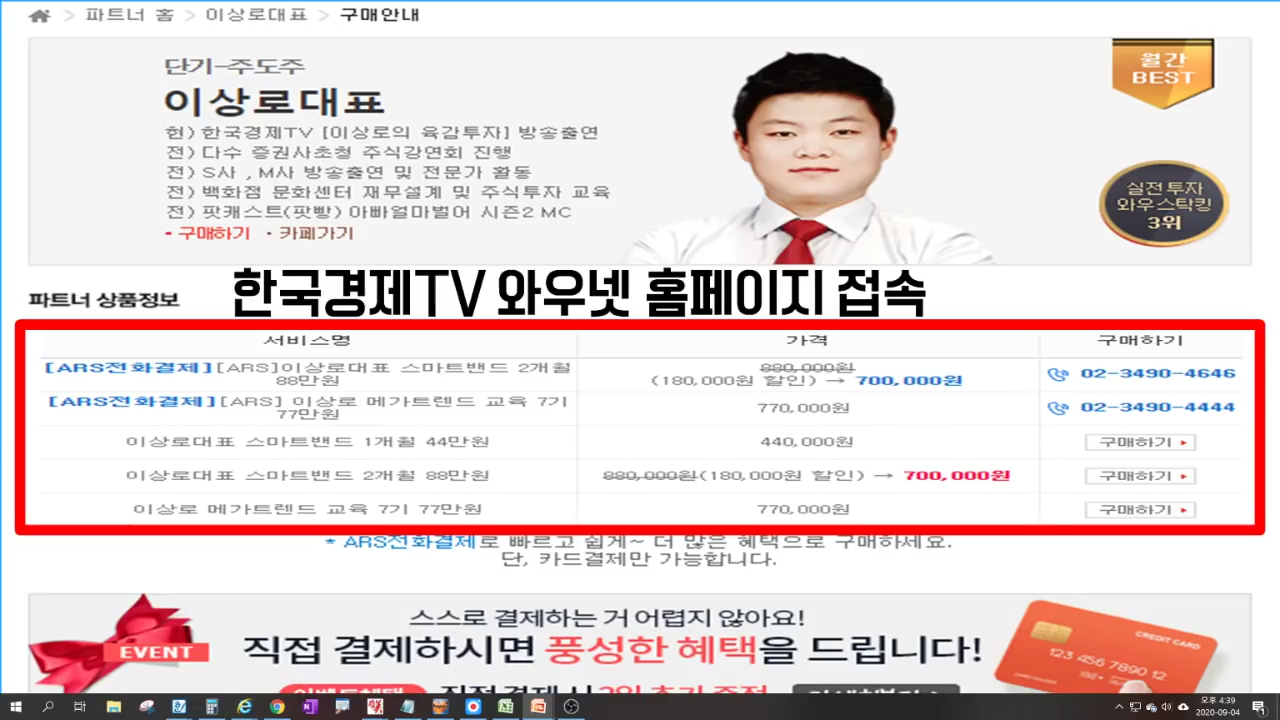 파트너 홈 > 이상로대표 > 구매안내
단기-주도주
이상로대표
현) 한국경제TV [이상로의 육감투자] 방송출연
전) 다수 증권사초청 주식강연회 진행
전) S사 , M사 방송출연 및 전문가 활동
전) 백화점 문화센터 재무설계 및 주식투자 교육
전) 팟캐스트(팟빵) 아빠얼마벌어 시즌2 MC
구매하기 · 카페가기
월간
BEST
실전 투자
와우 스탁킹
3위
파트너 상품정보
한국경제TV 와우넷 홈페이지 접속
서비스명 가격 구매하기
[ARS전화결제][ARS]이상로대표 스마트밴드 2개월
88만원
880,000원
(180,000원 할인) → 700,000원
02-3490-4646
[ARS전화결제][ARS] 이상로 메가트렌드 교육 7기
77만원
770,000원
02-3490-4444
이상로대표 스마트밴드 1개월 44만원 440,000원 구매하기
이상로대표 스마트밴드 2개월 88만원 880,000원(180,000원 할인) → 700,000원 구매하기
이상로 메가트렌드 교육 7기 77만원 770,000원 구매하기
* ARS전화결제로 빠르고 쉽게~ 더 많은 혜택으로 구매하세요.
단, 카드결제만 가능합니다.
EVENT
스스로 결제하는 거 어렵지 않아요!
직접 결제하시면 풍성한 혜택을 드립니다!
CREDIT CARD
123 456 7890 12
오후 4:39
2020-09-04